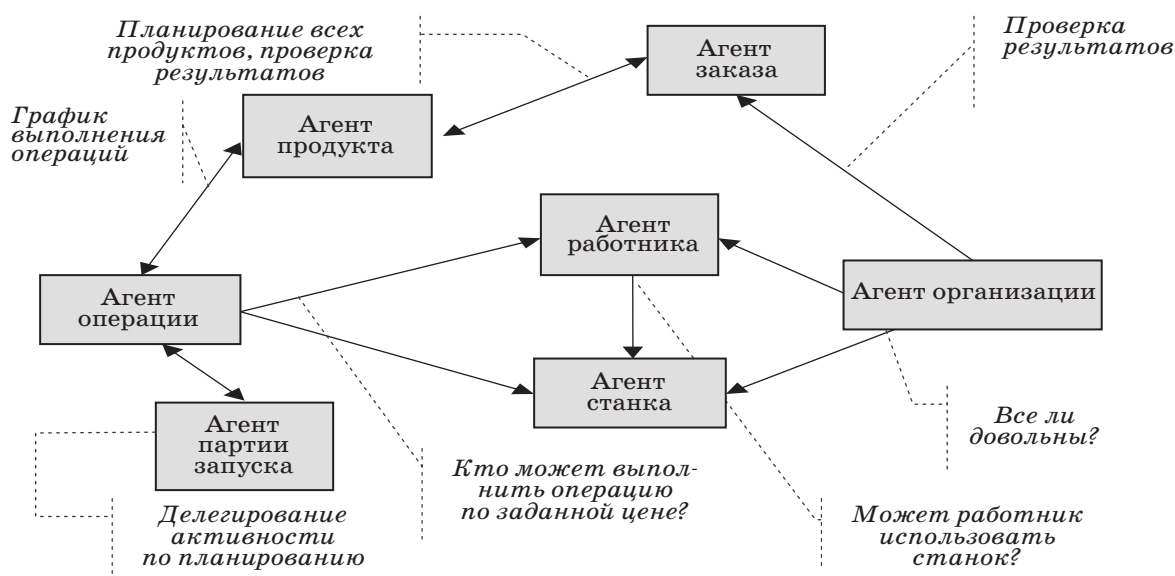 Планирование всех
продуктов, проверка
результатов
Агент
заказа
Проверка
результатов
График
выполнения
операций
Агент
продукта
Агент
работника
Агент
операции
Агент организации
Агент
станка
Агент
партии
запуска
Все ли
довольны?
Кто может выпол-
нить операцию
по заданной цене?
Делегирование
активности
по планированию
Может работник
использовать
станок?